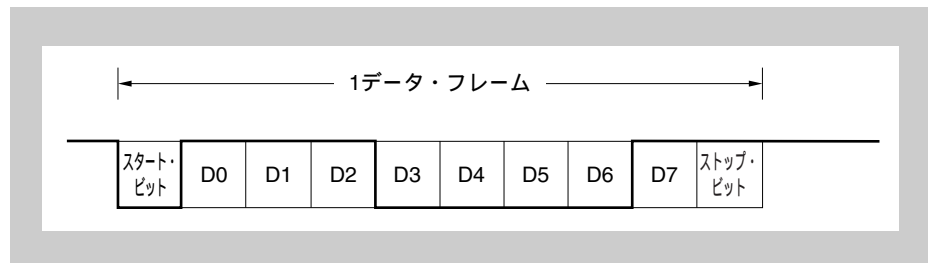 1データ・フレーム
スタート・
ビット
D0
D1
D2
D3
D4
D5
D6
D7
ストップ・
ビット